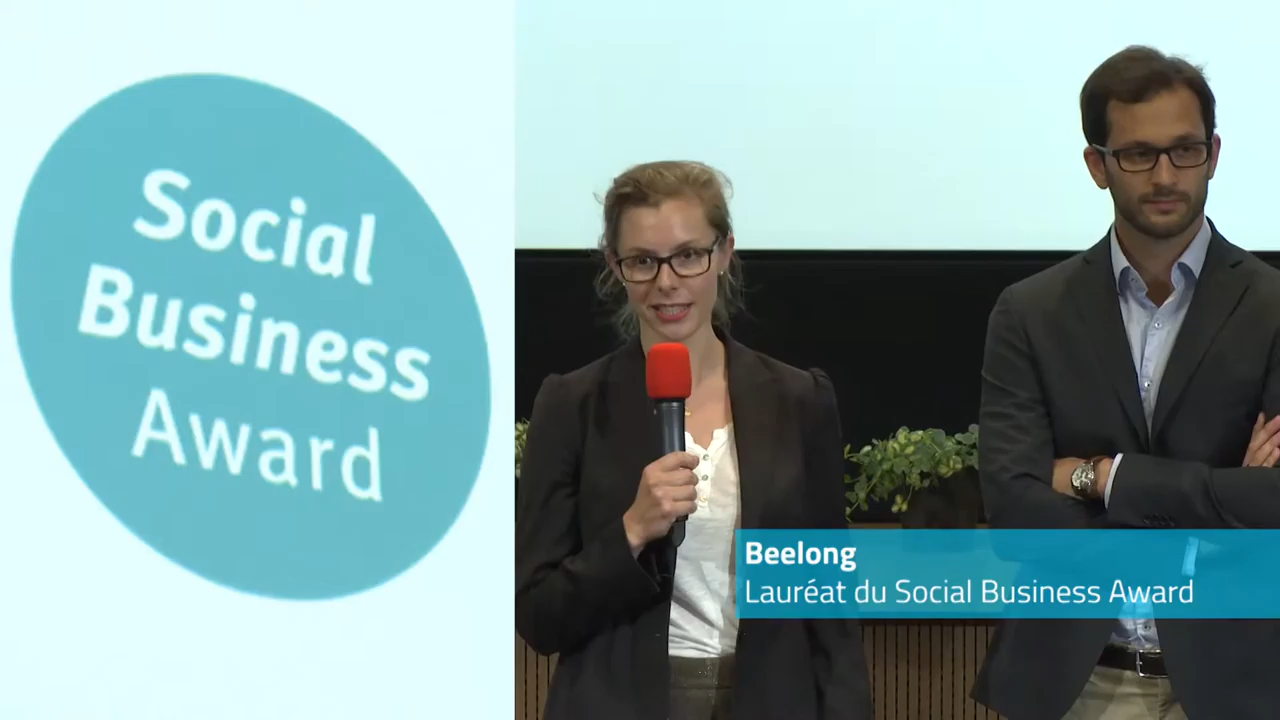 Social
Business
Award
Beelong
Lauréat du Social Business Award